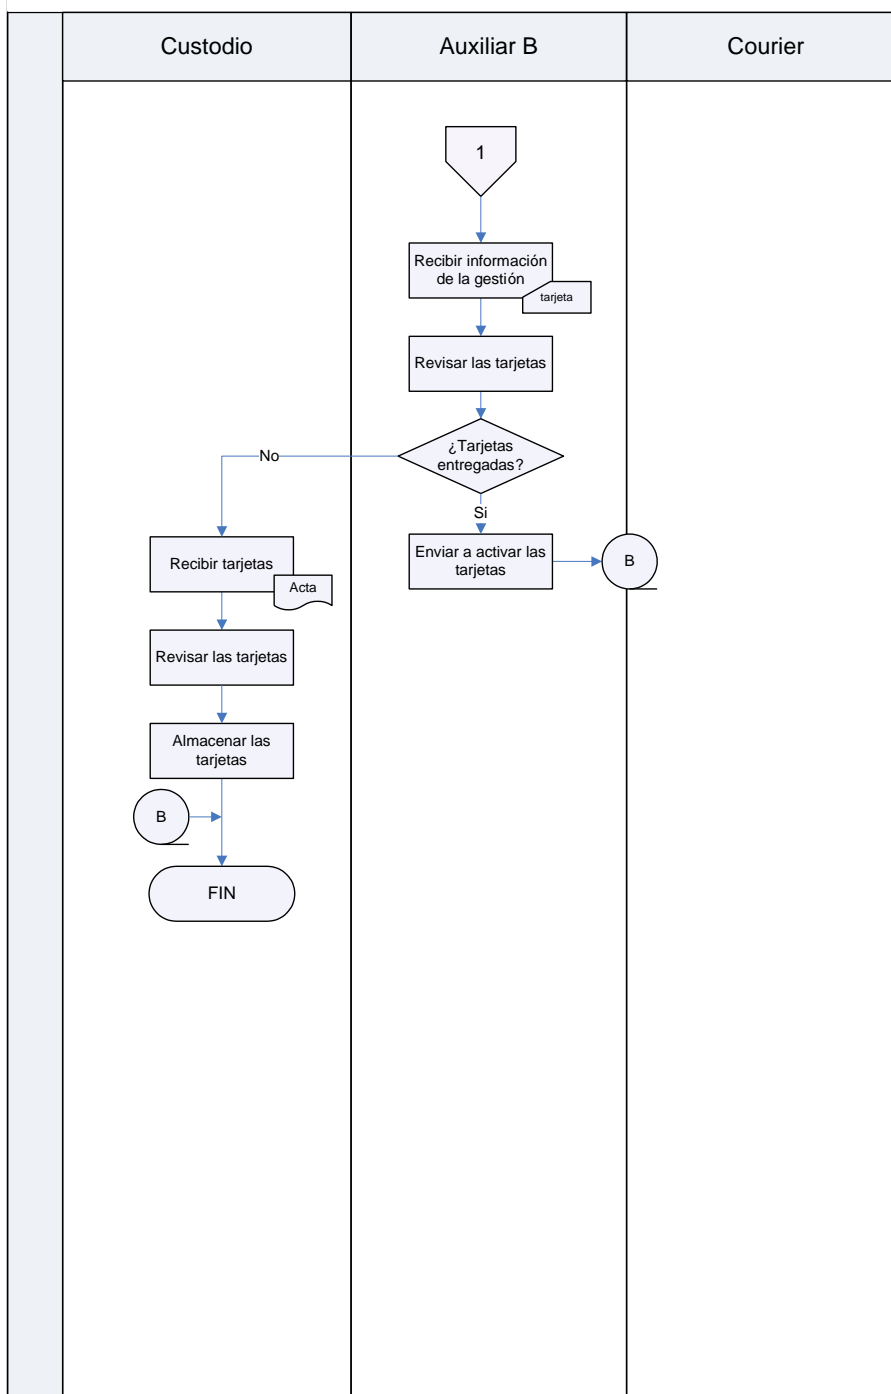 Custodio
Auxiliar B
Courier
1
Recibir información
de la gestión
tarjeta
Revisar las tarjetas
¿Tarjetas
entregadas?
No
Si
Recibir tarjetas
Acta
Enviar a activar las
tarjetas
B
Revisar las tarjetas
Almacenar las
tarjetas
B
FIN